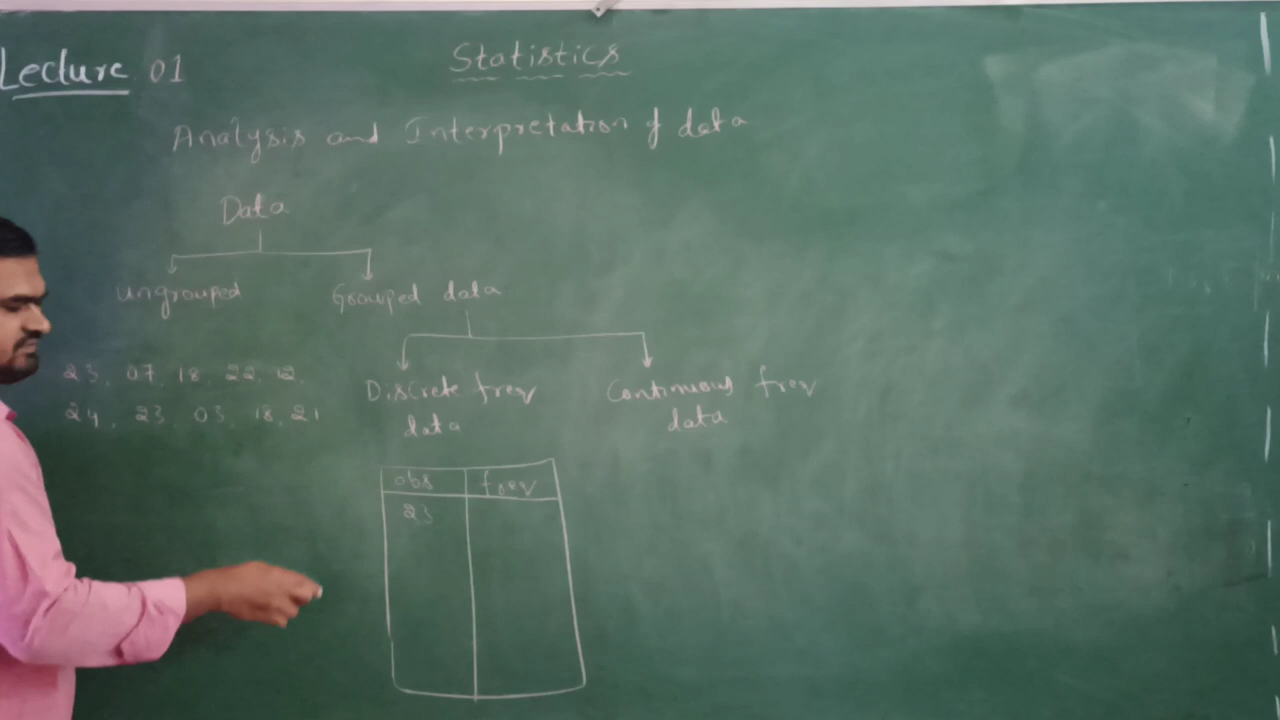 Lecture 01
Statistics
Analysis and Interpretation of data
Data
ungrouped
Grouped data
23, 07, 18, 22, 12,
24, 23, 03, 18, 21
Discrete freq
data
Continuous freq
data
obs freq
23